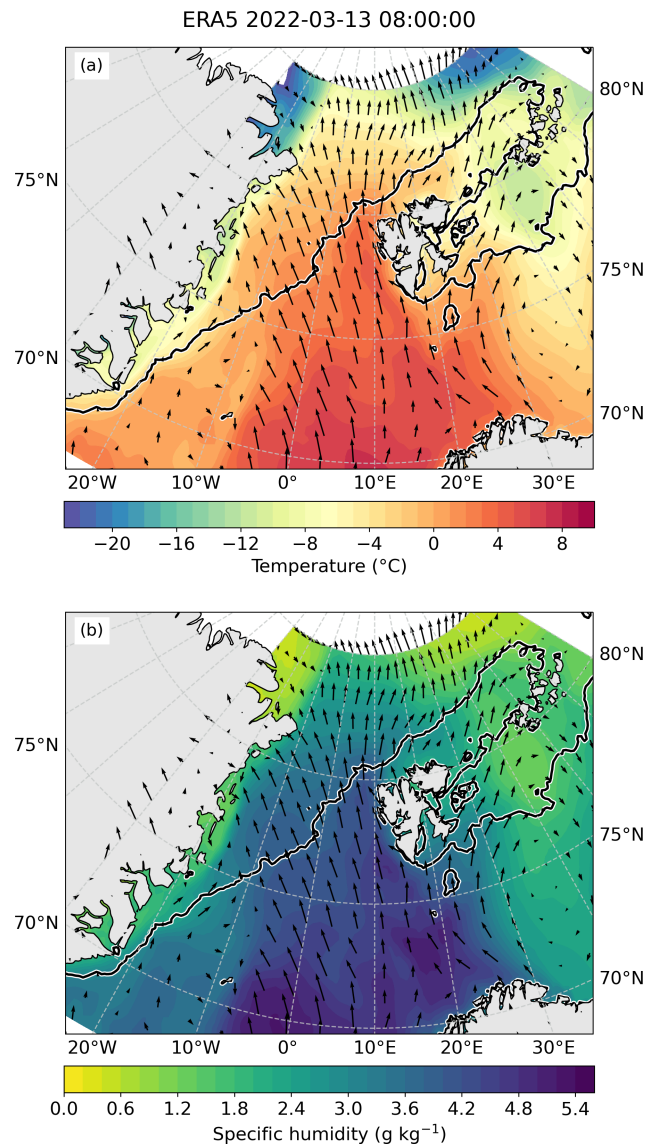 ERA5 2022-03-13 08:00:00
(a)
80°N
75°N
75°N
70°N
70°N
20°W 10°W 0° 10°E 20°E 30°E
−20 −16 −12 −8 −4 0 4 8
Temperature (°C)
(b)
80°N
75°N
75°N
70°N
70°N
20°W 10°W 0° 10°E 20°E 30°E
0.0 0.6 1.2 1.8 2.4 3.0 3.6 4.2 4.8 5.4
Specific humidity (g kg⁻¹)